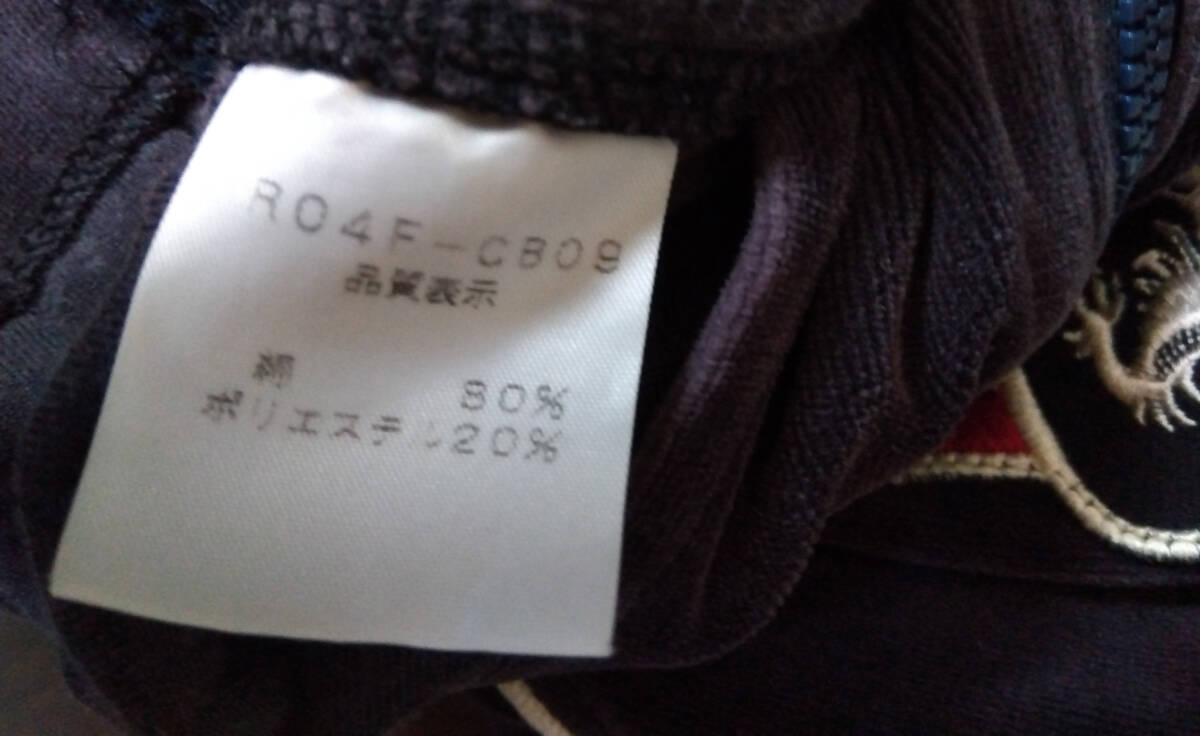 R04F-CB09
品質表示
綿 80%
ポリエステル20%